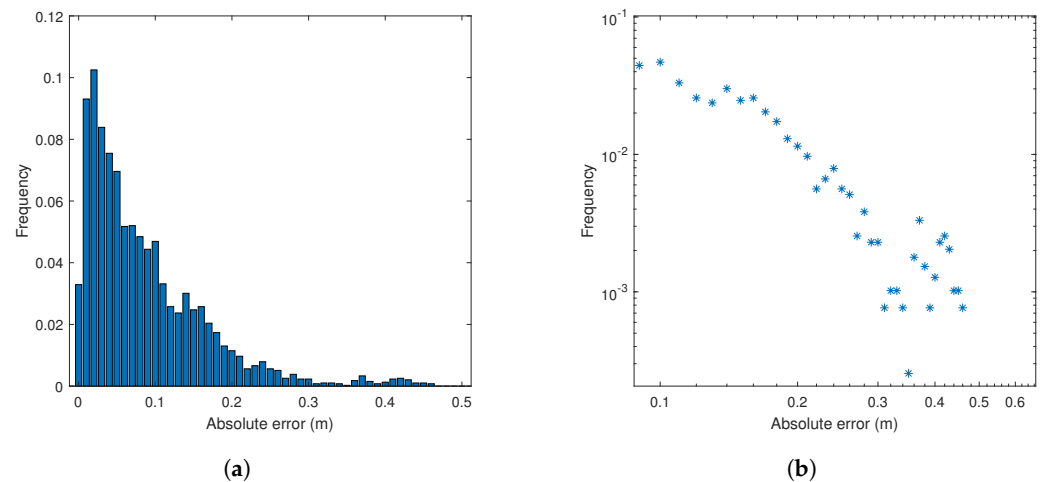 0.12
0.1
0.08
0.06
0.04
0.02
0
Frequency
0 0.1 0.2 0.3 0.4 0.5
Absolute error (m)
(a)
10-1
10-2
10-3
Frequency
0.1 0.2 0.3 0.4 0.5 0.6
Absolute error (m)
(b)